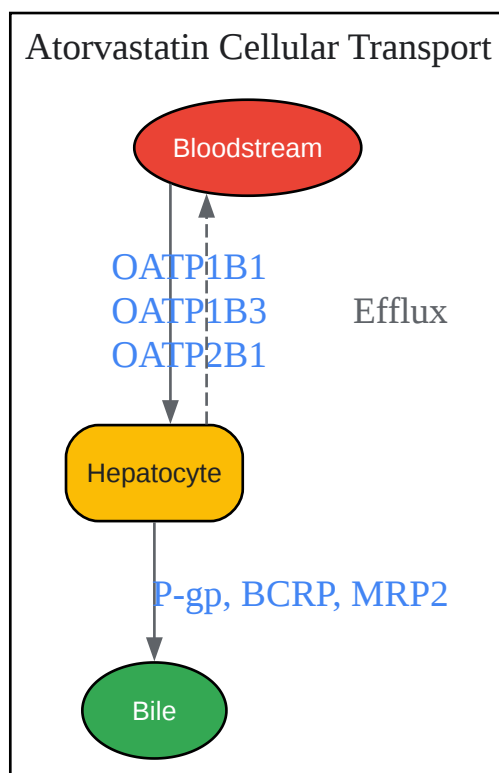 Atorvastatin Cellular Transport
Bloodstream
OATP1B1
OATP1B3
OATP2B1
Efflux
Hepatocyte
P-gp, BCRP, MRP2
Bile